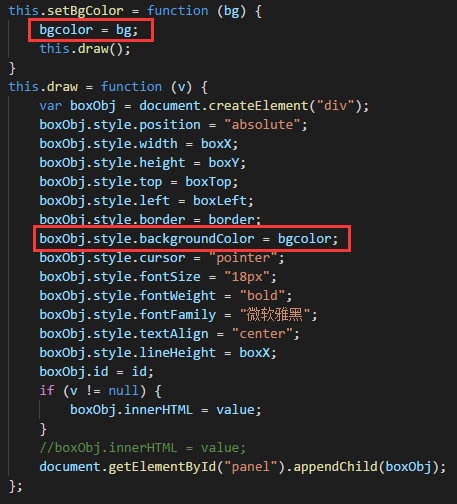 this.setBgColor = function (bg) {
    bgcolor = bg;
    this.draw();
}
this.draw = function (v) {
    var boxObj = document.createElement("div");
    boxObj.style.position = "absolute";
    boxObj.style.width = boxX;
    boxObj.style.height = boxY;
    boxObj.style.top = boxTop;
    boxObj.style.left = boxLeft;
    boxObj.style.border = border;
    boxObj.style.backgroundColor = bgcolor;
    boxObj.style.cursor = "pointer";
    boxObj.style.fontSize = "18px";
    boxObj.style.fontWeight = "bold";
    boxObj.style.fontFamily = "微软雅黑";
    boxObj.style.textAlign = "center";
    boxObj.style.lineHeight = boxX;
    boxObj.id = id;
    if (v != null) {
        boxObj.innerHTML = value;
    }
    //boxObj.innerHTML = value;
    document.getElementById("panel").appendChild(boxObj);
};